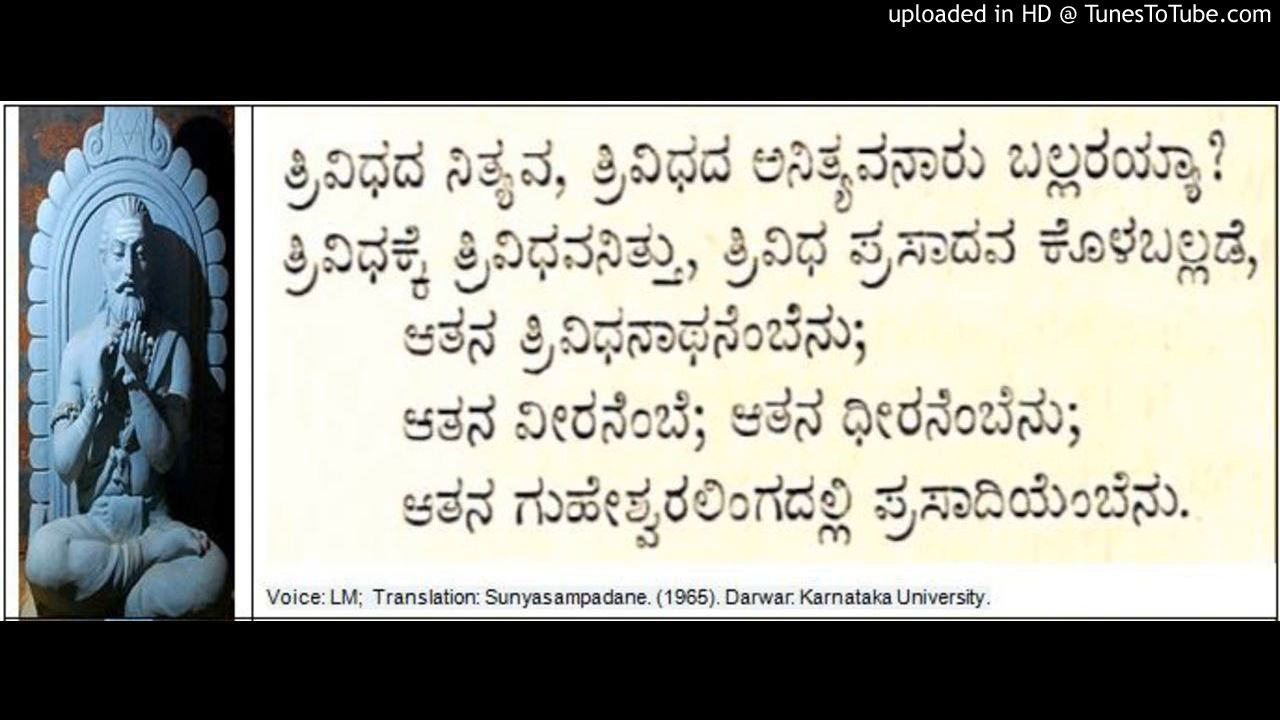 uploaded in HD @ TunesToTube.com
ತ್ರಿವಿಧದ ನಿತ್ಯವ, ತ್ರಿವಿಧದ ಅನಿತ್ಯವನಾರು ಬಲ್ಲರಯ್ಯಾ?
ತ್ರಿವಿಧಕ್ಕೆ ತ್ರಿವಿಧವನಿತ್ತು, ತ್ರಿವಿಧ ಪ್ರಸಾದವ ಕೊಳಬಲ್ಲಡೆ,
ಆತನ ತ್ರಿವಿಧನಾಥನೆಂಬೆನು;
ಆತನ ವೀರನೆಂಬೆ; ಆತನ ಧೀರನೆಂಬೆನು;
ಆತನ ಗುಹೇಶ್ವರಲಿಂಗದಲ್ಲಿ ಪ್ರಸಾದಿಯೆಂಬೆನು.
Voice: LM; Translation: Sunyasampadane. (1965). Darwar: Karnataka University.